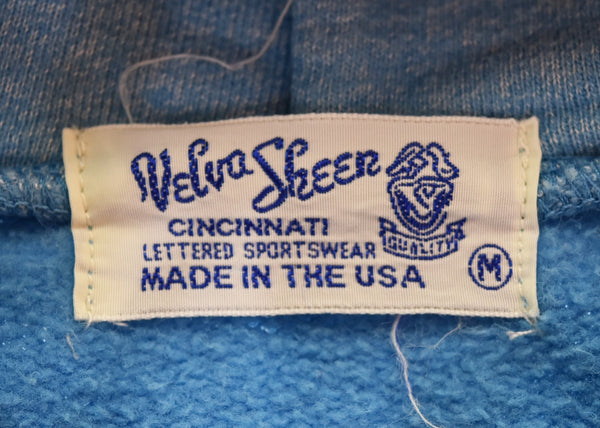 Velva Sheen
CINCINNATI
LETTERED SPORTSWEAR
QUALITY
MADE IN THE USA
M